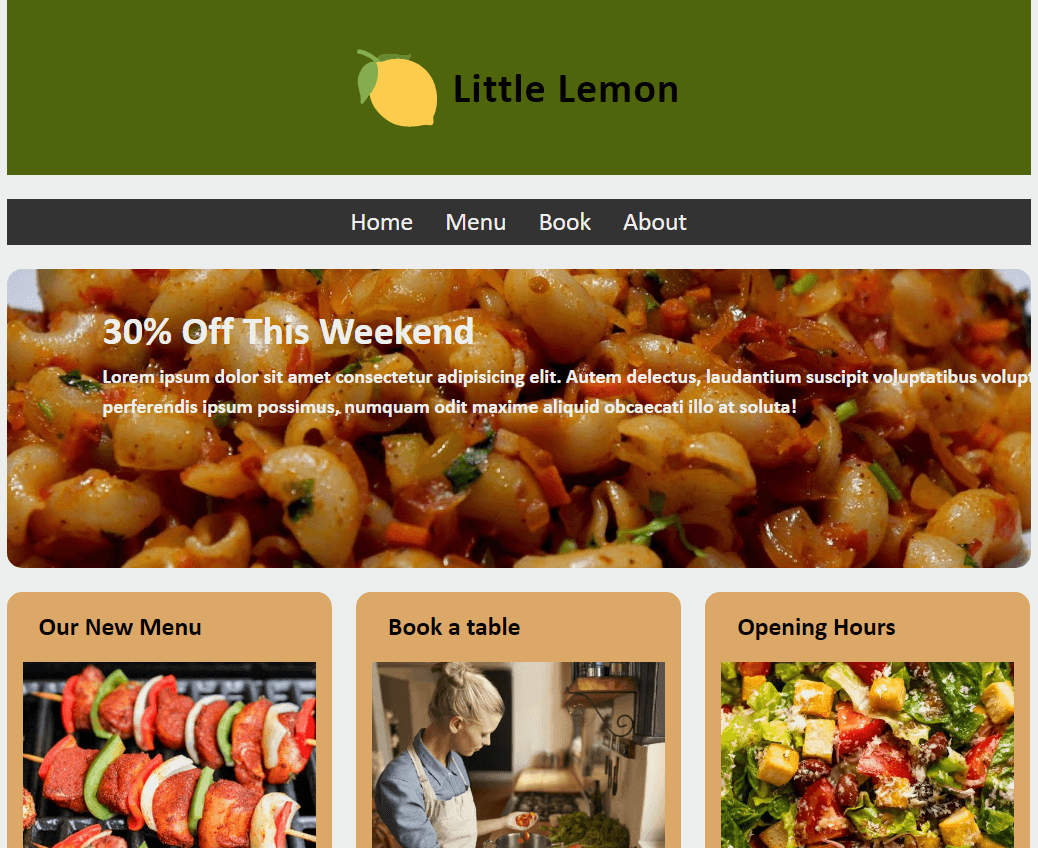 Little Lemon
Home Menu Book About
30% Off This Weekend
Lorem ipsum dolor sit amet consectetur adipisicing elit. Autem delectus, laudantium suscipit voluptatibus
perferendis ipsum possimus, numquam odit maxime aliquid obcaecati illo at soluta!
Our New Menu
Book a table
Opening Hours